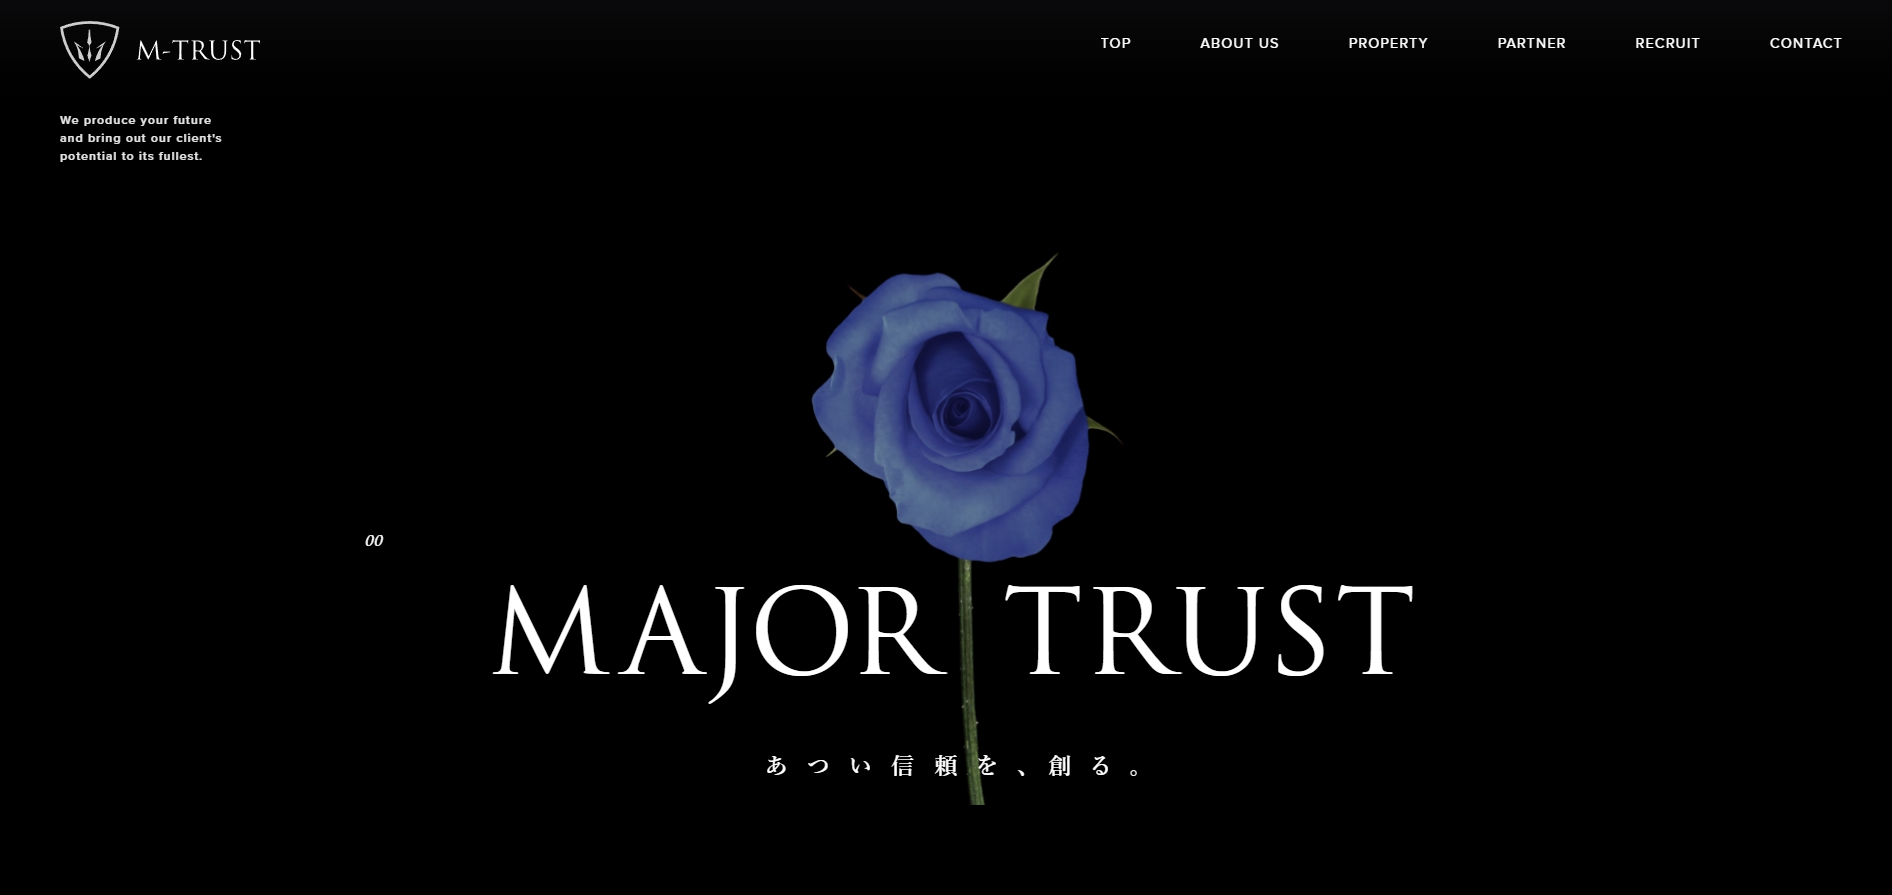 M-TRUST
TOP ABOUT US PROPERTY PARTNER RECRUIT CONTACT
We produce your future
and bring out our client's
potential to its fullest.
00
MAJOR TRUST
あつい信頼を、創る。